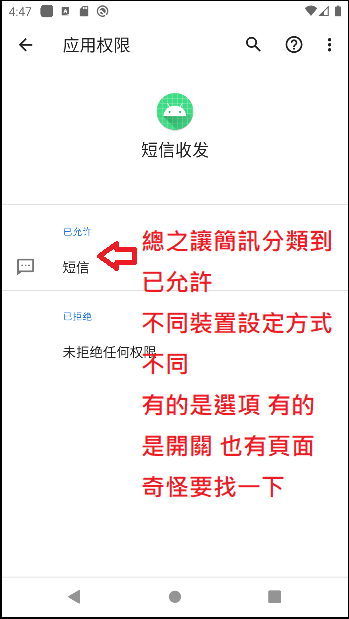 4:47
应用权限
短信收发
已允许
短信
總之讓簡訊分類到
已允許
不同裝置設定方式
不同
有的是選項 有的
是開關 也有頁面
奇怪要找一下
已拒绝
未拒绝任何权限